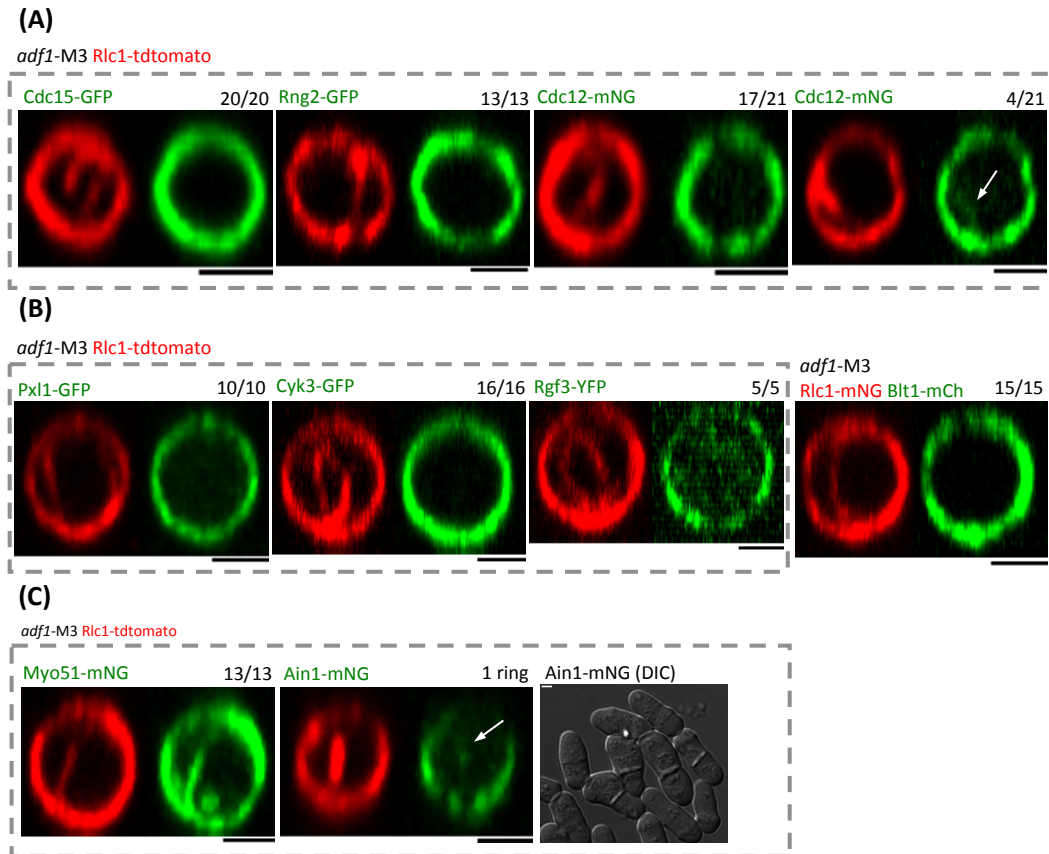 (A)
adf1-M3 Rlc1-tdtomato
Cdc15-GFP 20/20 Rng2-GFP 13/13 Cdc12-mNG 17/21 Cdc12-mNG 4/21
(B)
adf1-M3 Rlc1-tdtomato
adf1-M3
Pxl1-GFP 10/10 Cyk3-GFP 16/16 Rgf3-YFP 5/5 Rlc1-mNG Blt1-mCh 15/15
(C)
adf1-M3 Rlc1-tdtomato
Myo51-mNG 13/13 Ain1-mNG 1 ring Ain1-mNG (DIC)